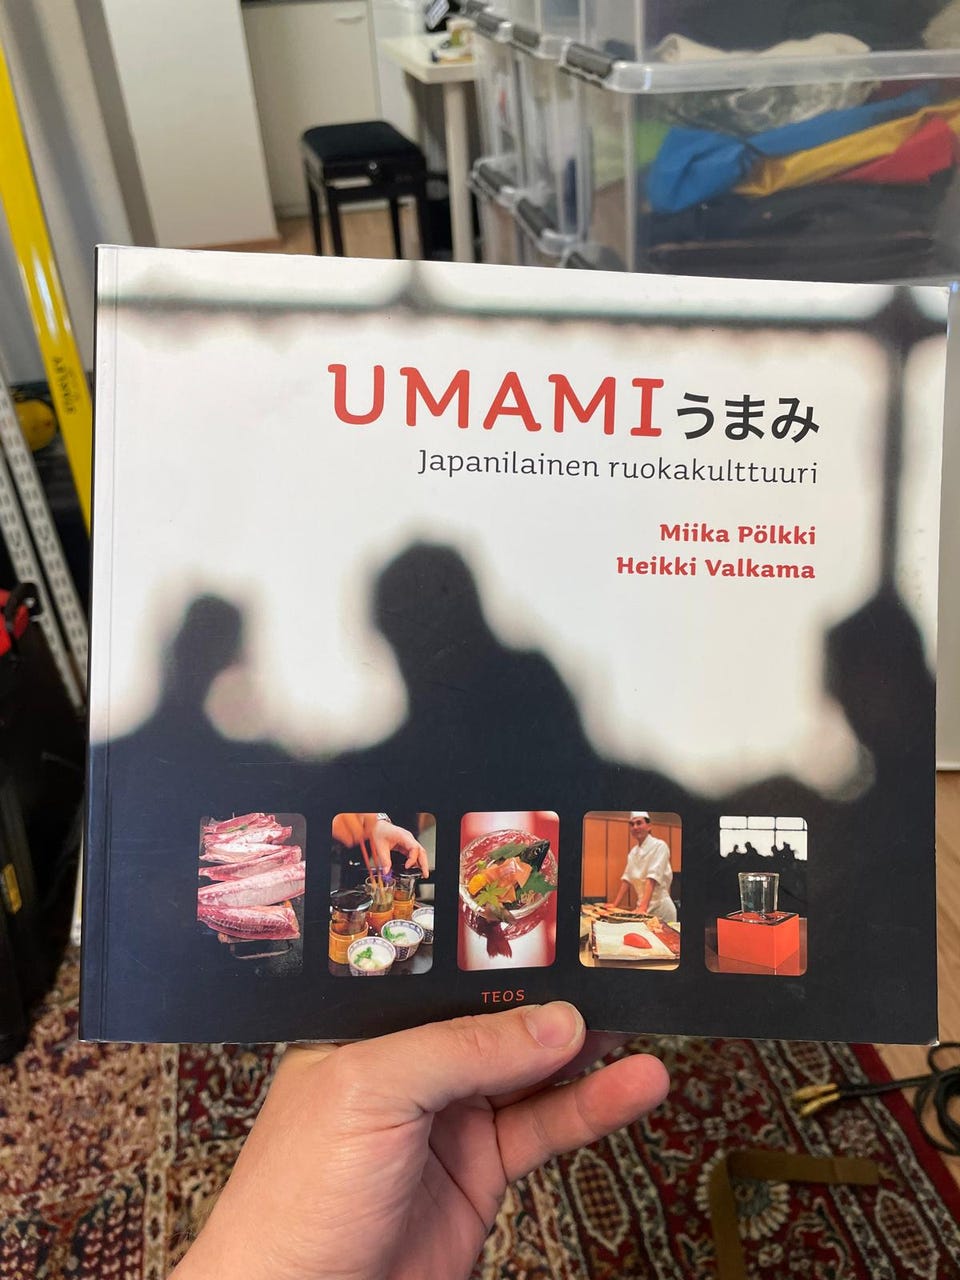 UMAMI うまみ
Japanilainen ruokakulttuuri
Miika Pölkki
Heikki Valkama
TEOS